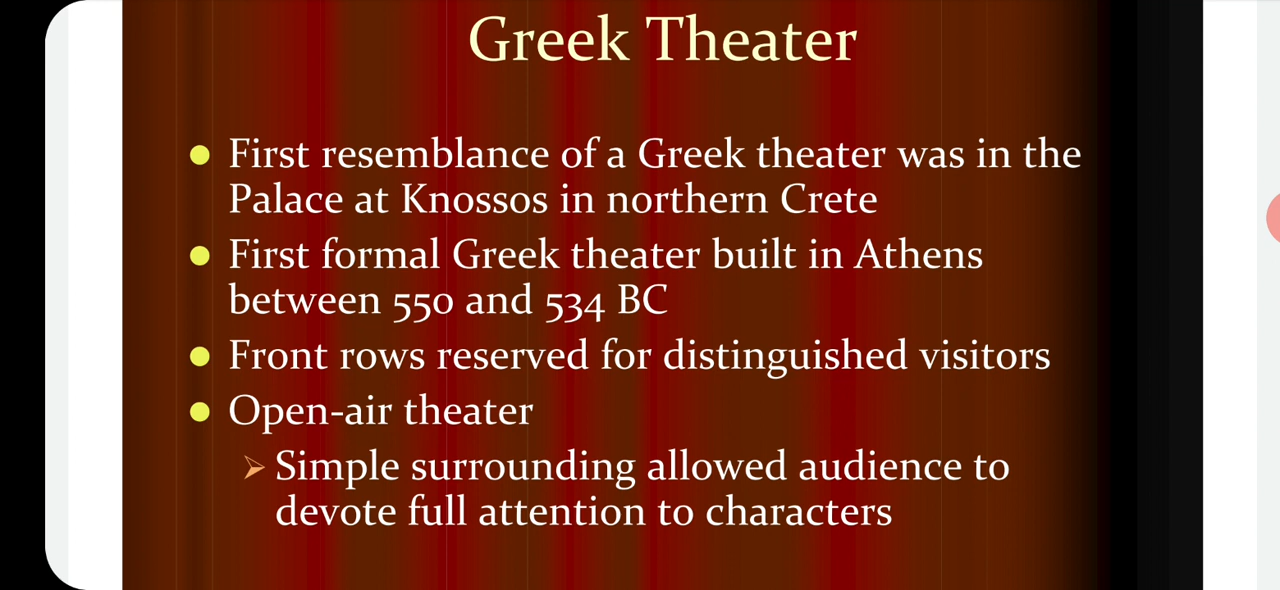 Greek Theater
First resemblance of a Greek theater was in the
Palace at Knossos in northern Crete
First formal Greek theater built in Athens
between 550 and 534 BC
Front rows reserved for distinguished visitors
Open-air theater
Simple surrounding allowed audience to
devote full attention to characters